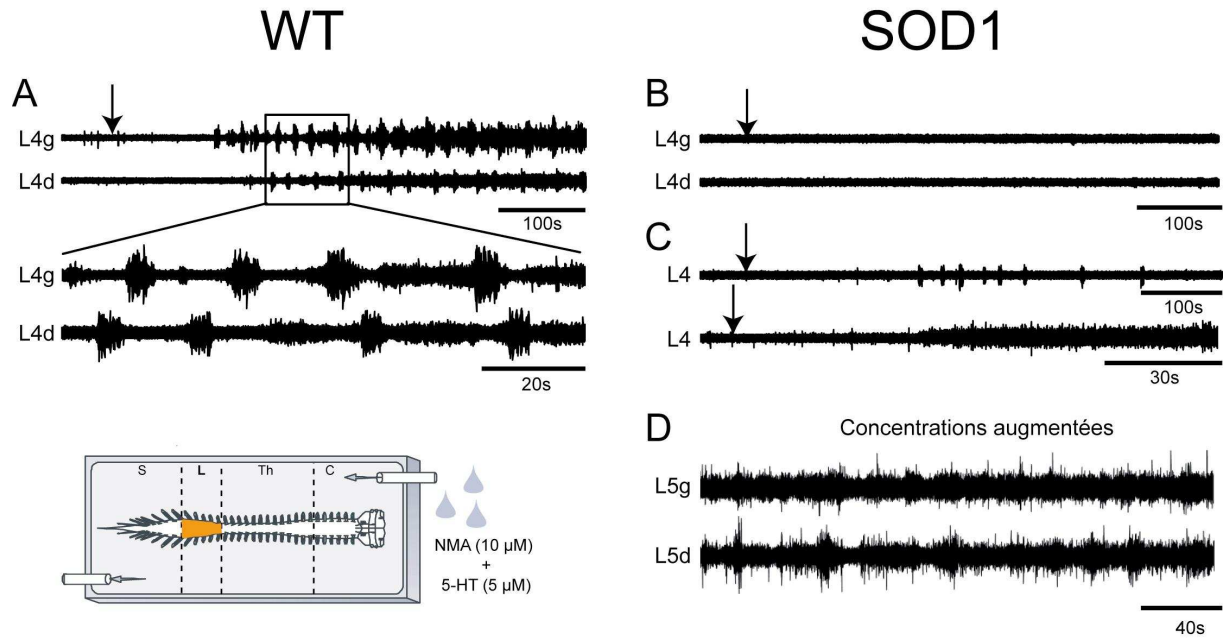 WT
SOD1
A
L4g
L4d
100s
L4g
L4d
20s
B
L4g
L4d
100s
C
L4
100s
L4
30s
S
L
Th
C
NMA (10 µM)
+
5-HT (5 µM)
D
Concentrations augmentées
L5g
L5d
40s